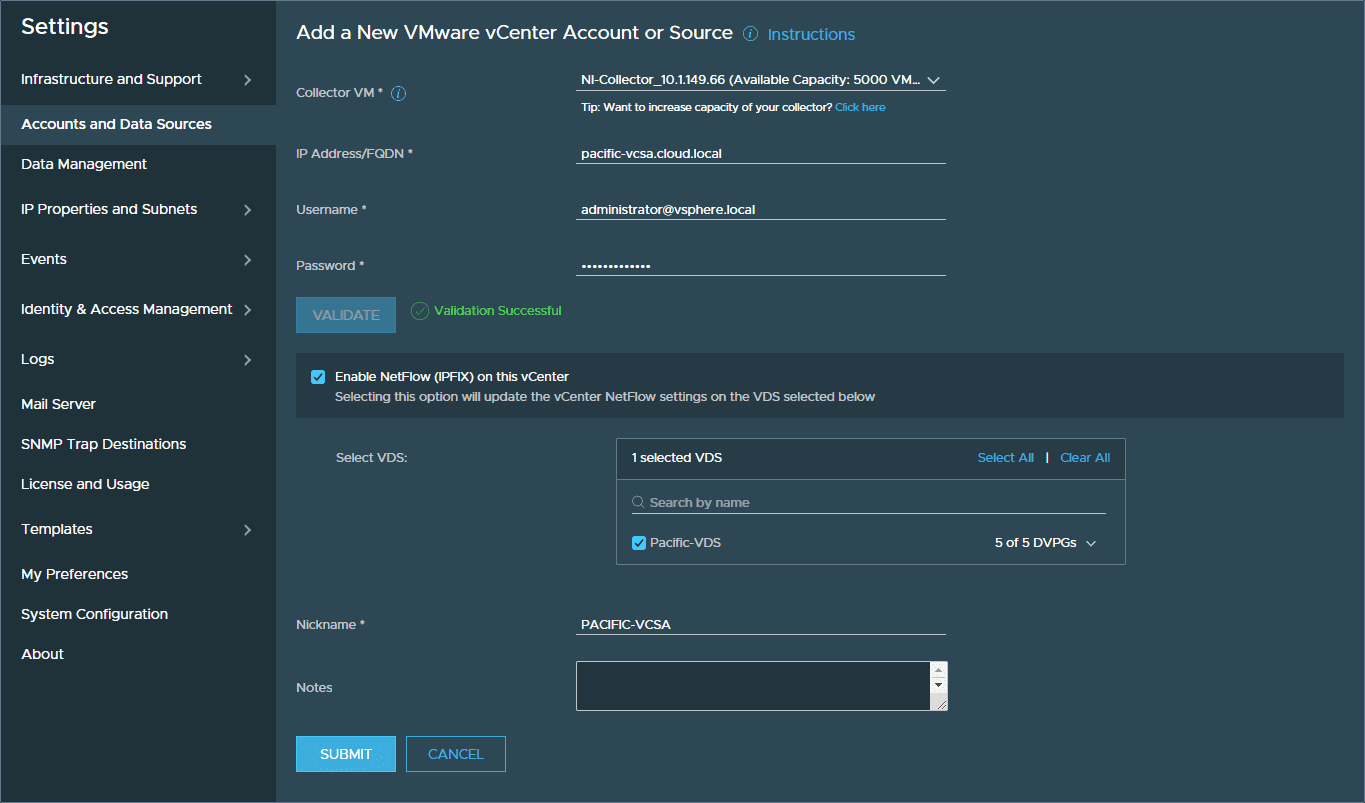 Settings
Infrastructure and Support
Accounts and Data Sources
Data Management
IP Properties and Subnets
Events
Identity & Access Management
Logs
Mail Server
SNMP Trap Destinations
License and Usage
Templates
My Preferences
System Configuration
About
Add a New VMware vCenter Account or Source i Instructions
Collector VM * i
NI-Collector_10.1.149.66 (Available Capacity: 5000 VM...
Tip: Want to increase capacity of your collector? Click here
IP Address/FQDN * pacific-vcsa.cloud.local
Username * administrator@vsphere.local
Password * •••••••••••••
VALIDATE Validation Successful
Enable NetFlow (IPFIX) on this vCenter
Selecting this option will update the vCenter NetFlow settings on the VDS selected below
Select VDS: 1 selected VDS Select All | Clear All
Search by name
Pacific-VDS 5 of 5 DVPGs
Nickname * PACIFIC-VCSA
Notes
SUBMIT CANCEL